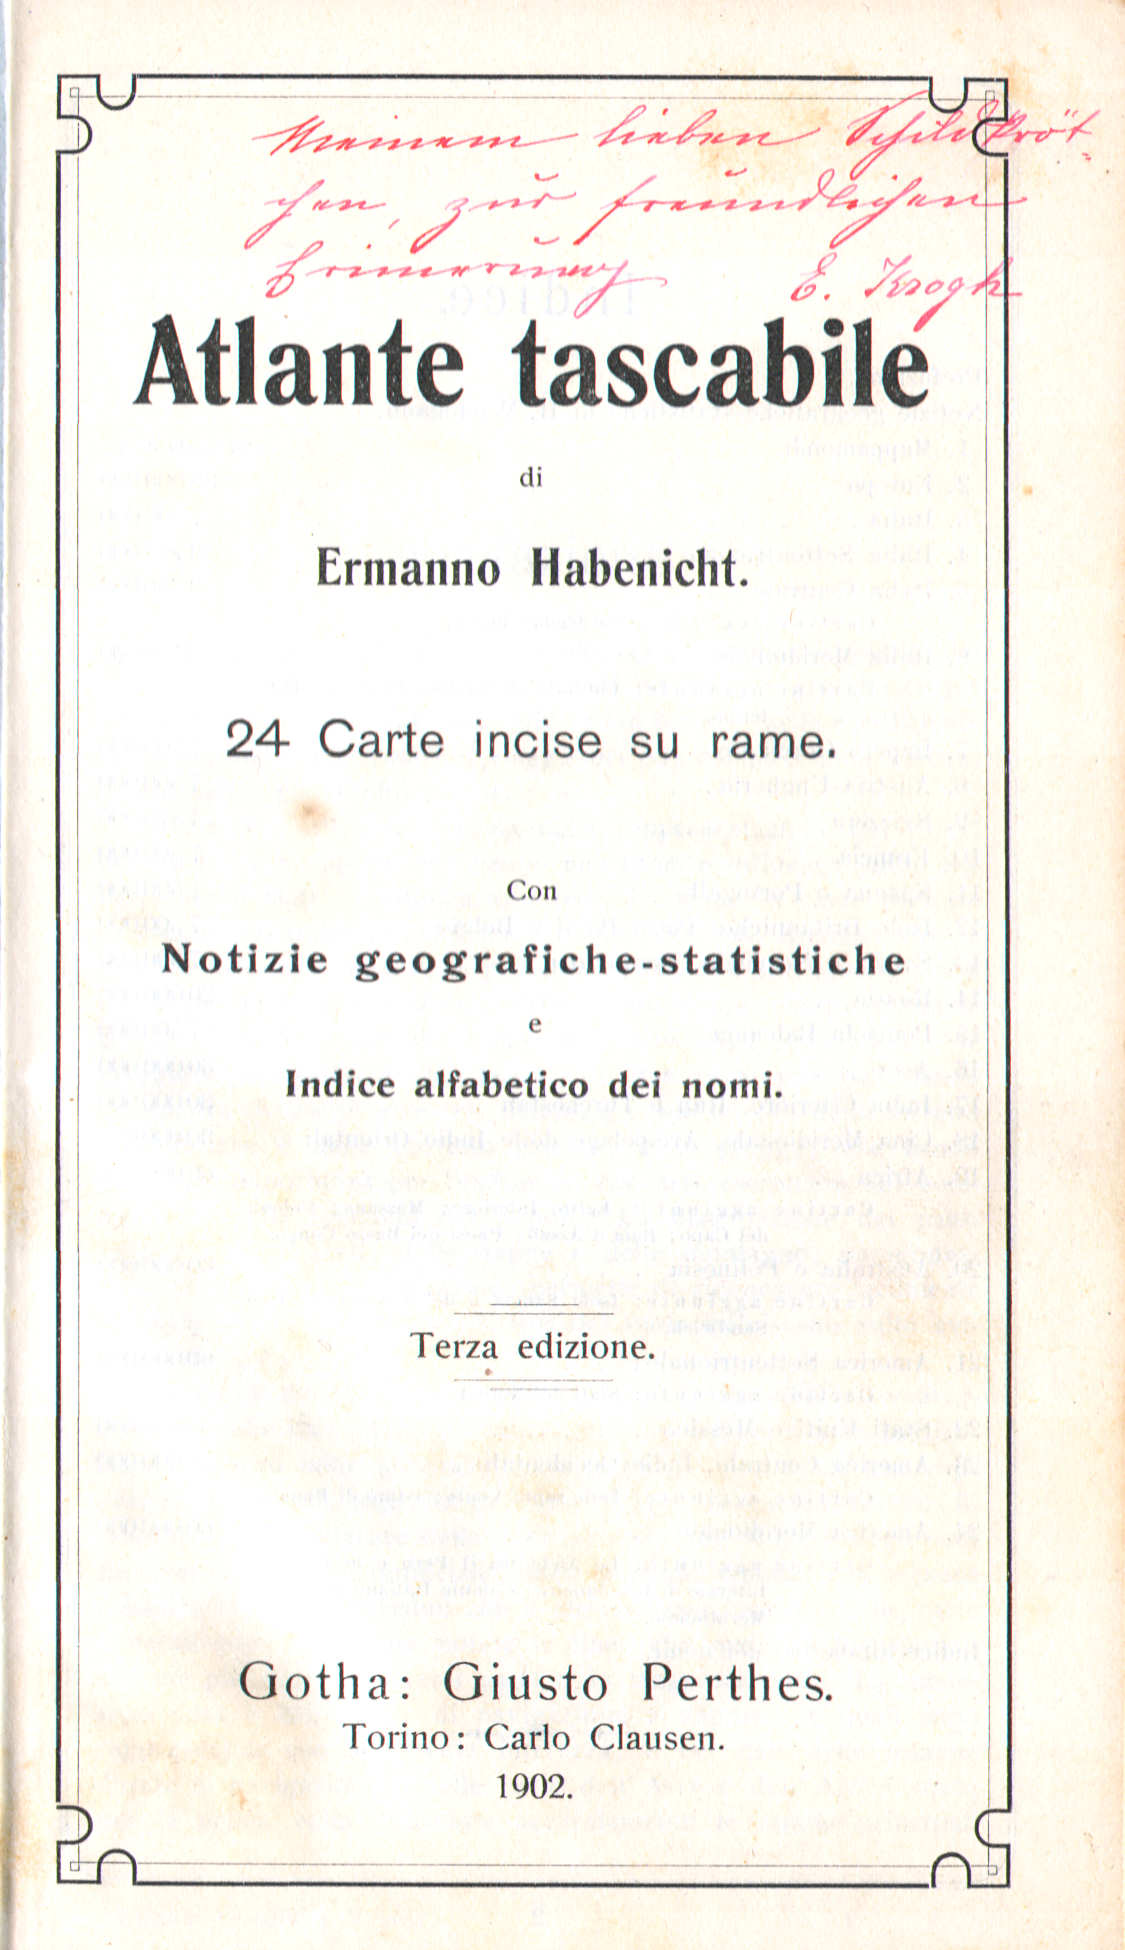 Meinem lieben Schildkröt-
chen, zur freundlichen
Erinnerung E. Krogh
Atlante tascabile
di
Ermanno Habenicht.
24 Carte incise su rame.
Con
Notizie geografiche-statistiche
e
Indice alfabetico dei nomi.
Terza edizione.
Gotha: Giusto Perthes.
Torino: Carlo Clausen.
1902.